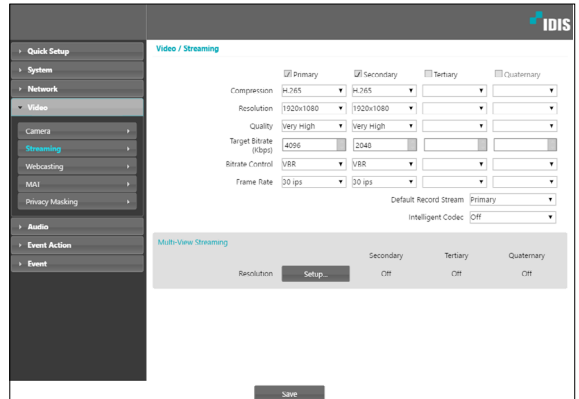 IDIS
Quick Setup
System
Network
Video
Camera
Streaming
Webcasting
MAT
Privacy Masking
Audio
Event Action
Event
Video / Streaming
Primary Secondary Tertiary Quaternary
Compression H.265 H.265
Resolution 1920x1080 1920x1080
Quality Very High Very High
Target Bitrate
(Kbps) 4096 2048
Bitrate Control VBR VBR
Frame Rate 30 ips 30 ips
Default Record Stream Primary
Intelligent Codec Off
Multi-View Streaming
Secondary Tertiary Quaternary
Resolution Setup... Off Off Off
Save